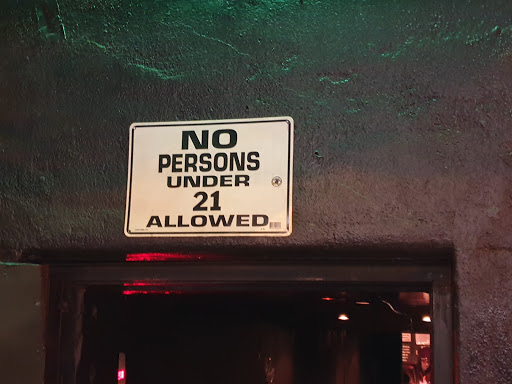 NO
PERSONS
UNDER
21
ALLOWED